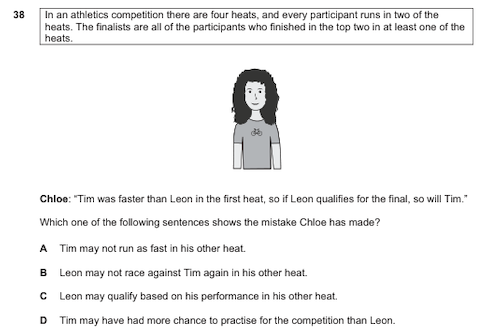 38 In an athletics competition there are four heats, and every participant runs in two of the
heats. The finalists are all of the participants who finished in the top two in at least one of the
heats.
Chloe: “Tim was faster than Leon in the first heat, so if Leon qualifies for the final, so will Tim.”
Which one of the following sentences shows the mistake Chloe has made?
A Tim may not run as fast in his other heat.
B Leon may not race against Tim again in his other heat.
C Leon may qualify based on his performance in his other heat.
D Tim may have had more chance to practise for the competition than Leon.